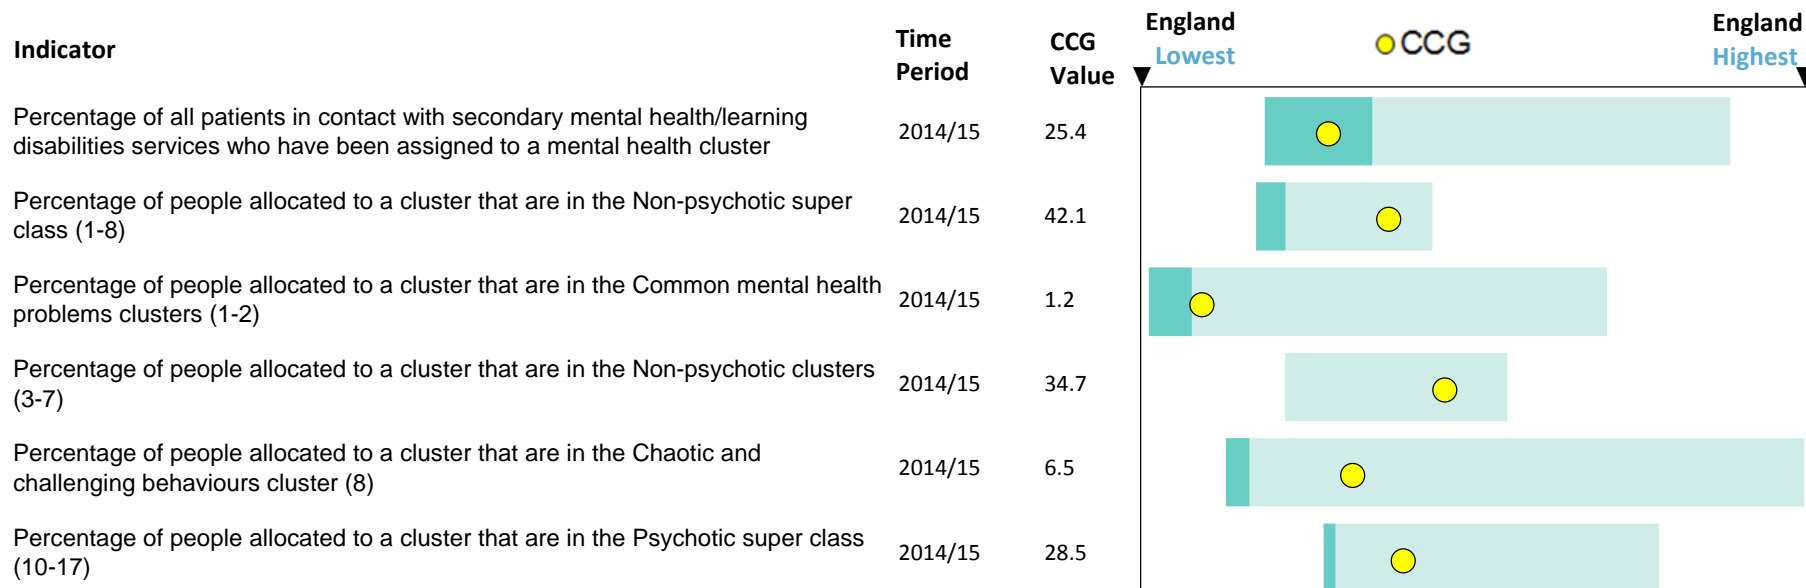 Indicator
Time Period
CCG Value
England Lowest
CCG
England Highest
Percentage of all patients in contact with secondary mental health/learning
disabilities services who have been assigned to a mental health cluster
2014/15
25.4
Percentage of people allocated to a cluster that are in the Non-psychotic super
class (1-8)
2014/15
42.1
Percentage of people allocated to a cluster that are in the Common mental health
problems clusters (1-2)
2014/15
1.2
Percentage of people allocated to a cluster that are in the Non-psychotic clusters
(3-7)
2014/15
34.7
Percentage of people allocated to a cluster that are in the Chaotic and
challenging behaviours cluster (8)
2014/15
6.5
Percentage of people allocated to a cluster that are in the Psychotic super class
(10-17)
2014/15
28.5